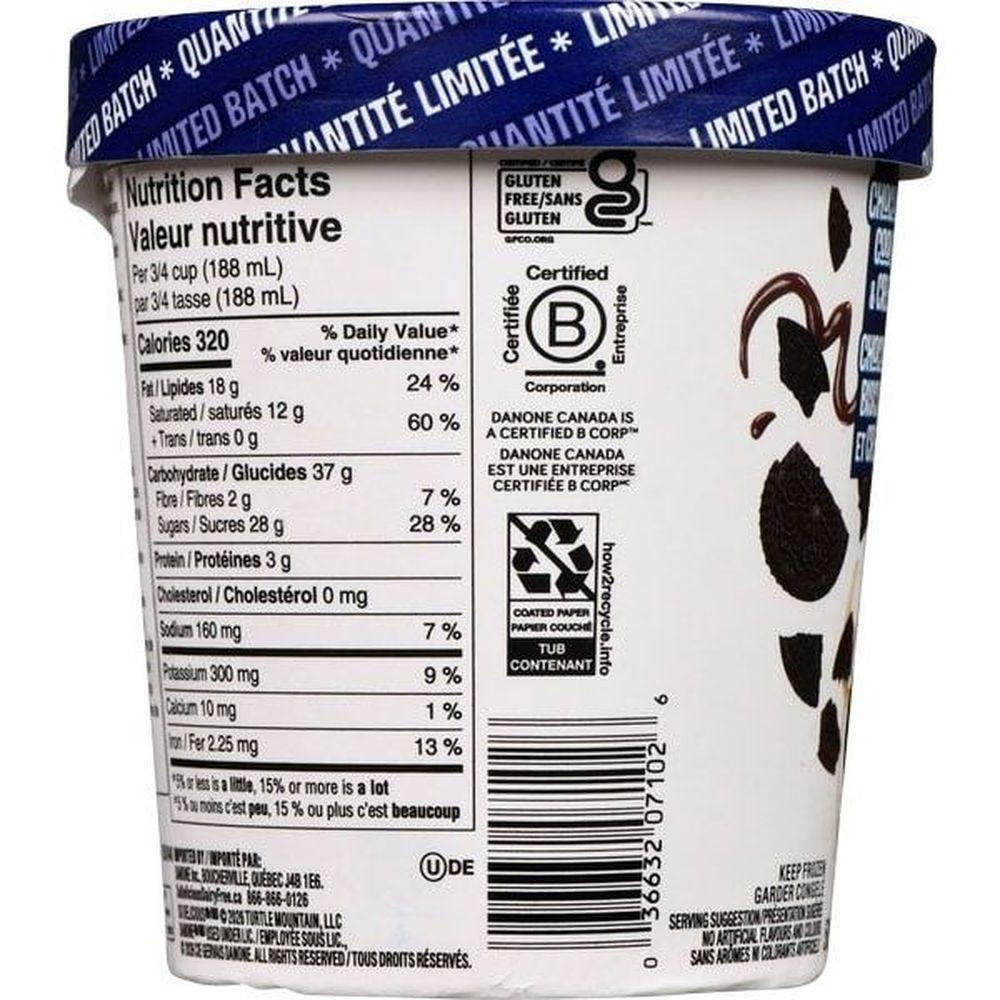 LIMITED BATCH * QUANTITÉ LIMITÉE * LIMITED BATCH *
Nutrition Facts
Valeur nutritive
Per 3/4 cup (188 mL)
par 3/4 tasse (188 mL)
Calories 320
% Daily Value*
% valeur quotidienne*
Fat / Lipides 18 g 24 %
Saturated / saturés 12 g
+ Trans / trans 0 g 60 %
Carbohydrate / Glucides 37 g
Fibre / Fibres 2 g 7 %
Sugars / Sucres 28 g 28 %
Protein / Protéines 3 g
Cholesterol / Cholestérol 0 mg
Sodium 160 mg 7 %
Potassium 300 mg 9 %
Calcium 10 mg 1 %
Iron / Fer 2.25 mg 13 %
*5% or less is a little, 15% or more is a lot
*5 % ou moins c'est peu, 15 % ou plus c'est beaucoup
IMPORTED BY / IMPORTÉ PAR:
BOUCHERVILLE, QUÉBEC J4B 1E6.
866-866-0126
TURTLE MOUNTAIN, LLC
USED UNDER LIC. / EMPLOYÉE SOUS LIC.,
GERVAIS DANONE. ALL RIGHTS RESERVED / TOUS DROITS RÉSERVÉS.
U DE
CERTIFIED / CERTIFIÉ
GLUTEN
FREE/SANS
GLUTEN
GFCO.ORG
Certified
Certifiée
B
Entreprise
Corporation
DANONE CANADA IS
A CERTIFIED B CORP™
DANONE CANADA
EST UNE ENTREPRISE
CERTIFIÉE B CORPᴹᶜ
COATED PAPER
PAPIER COUCHÉ
TUB
CONTENANT
how2recycle.info
0 36632 07102 6
KEEP FROZEN
GARDER CONGELÉ
SERVING SUGGESTION/PRÉSENTATION SUGGÉRÉE
NO ARTIFICIAL FLAVOURS AND COLOURS
SANS ARÔMES NI COLORANTS ARTIFICIELS